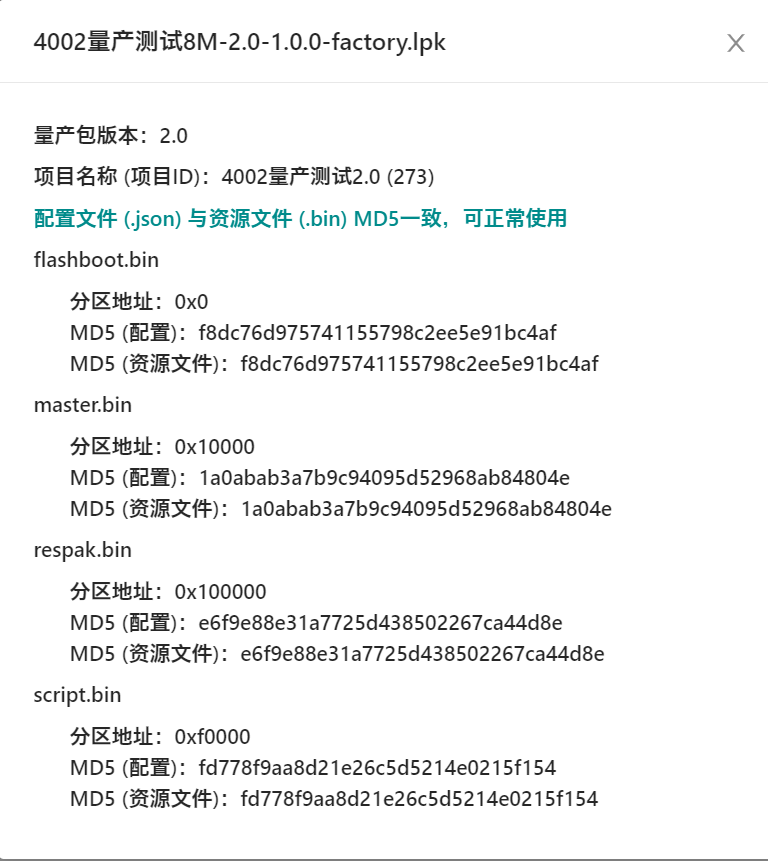 4002量产测试8M-2.0-1.0.0-factory.lpk
量产包版本：2.0
项目名称 (项目ID)：4002量产测试2.0 (273)
配置文件 (.json) 与资源文件 (.bin) MD5一致，可正常使用
flashboot.bin
分区地址：0x0
MD5 (配置)：f8dc76d975741155798c2ee5e91bc4af
MD5 (资源文件)：f8dc76d975741155798c2ee5e91bc4af
master.bin
分区地址：0x10000
MD5 (配置)：1a0abab3a7b9c94095d52968ab84804e
MD5 (资源文件)：1a0abab3a7b9c94095d52968ab84804e
respak.bin
分区地址：0x100000
MD5 (配置)：e6f9e88e31a7725d438502267ca44d8e
MD5 (资源文件)：e6f9e88e31a7725d438502267ca44d8e
script.bin
分区地址：0xf0000
MD5 (配置)：fd778f9aa8d21e26c5d5214e0215f154
MD5 (资源文件)：fd778f9aa8d21e26c5d5214e0215f154